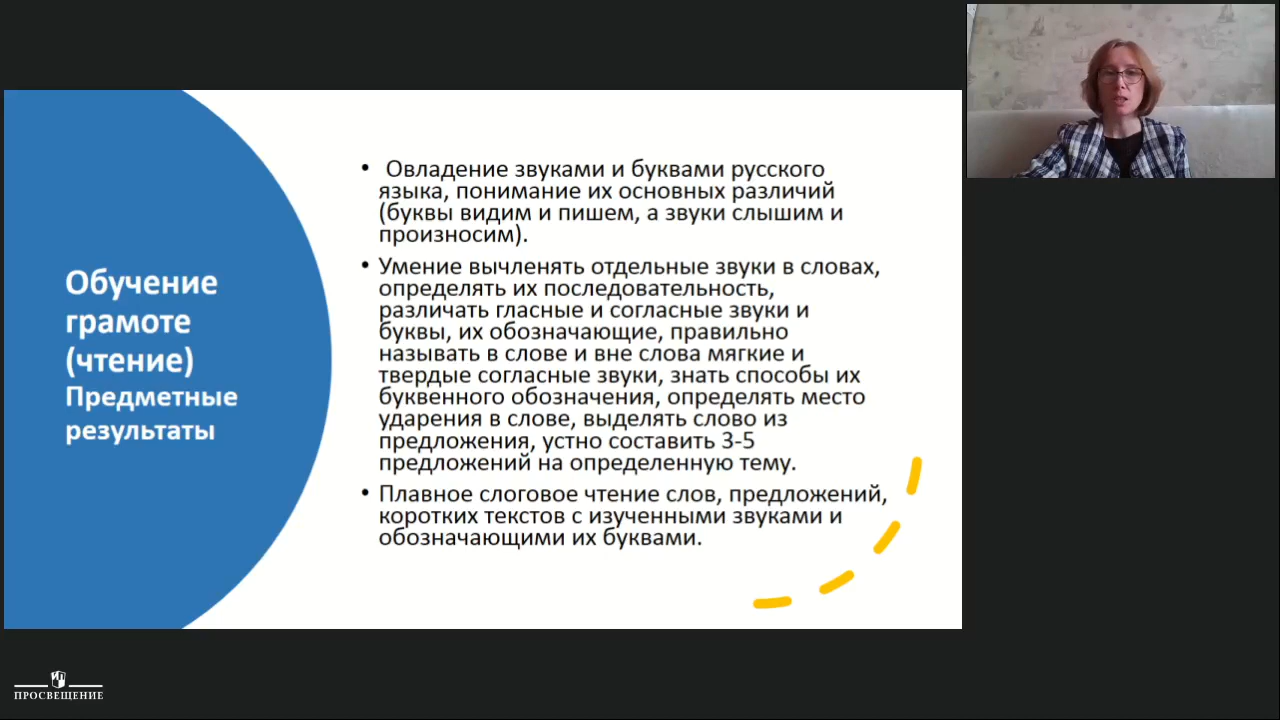 Обучение
грамоте
(чтение)
Предметные
результаты
• Овладение звуками и буквами русского
языка, понимание их основных различий
(буквы видим и пишем, а звуки слышим и
произносим).
• Умение вычленять отдельные звуки в словах,
определять их последовательность,
различать гласные и согласные звуки и
буквы, их обозначающие, правильно
называть в слове и вне слова мягкие и
твердые согласные звуки, знать способы их
буквенного обозначения, определять место
ударения в слове, выделять слово из
предложения, устно составить 3-5
предложений на определенную тему.
• Плавное слоговое чтение слов, предложений,
коротких текстов с изученными звуками и
обозначающими их буквами.
ПРОСВЕЩЕНИЕ